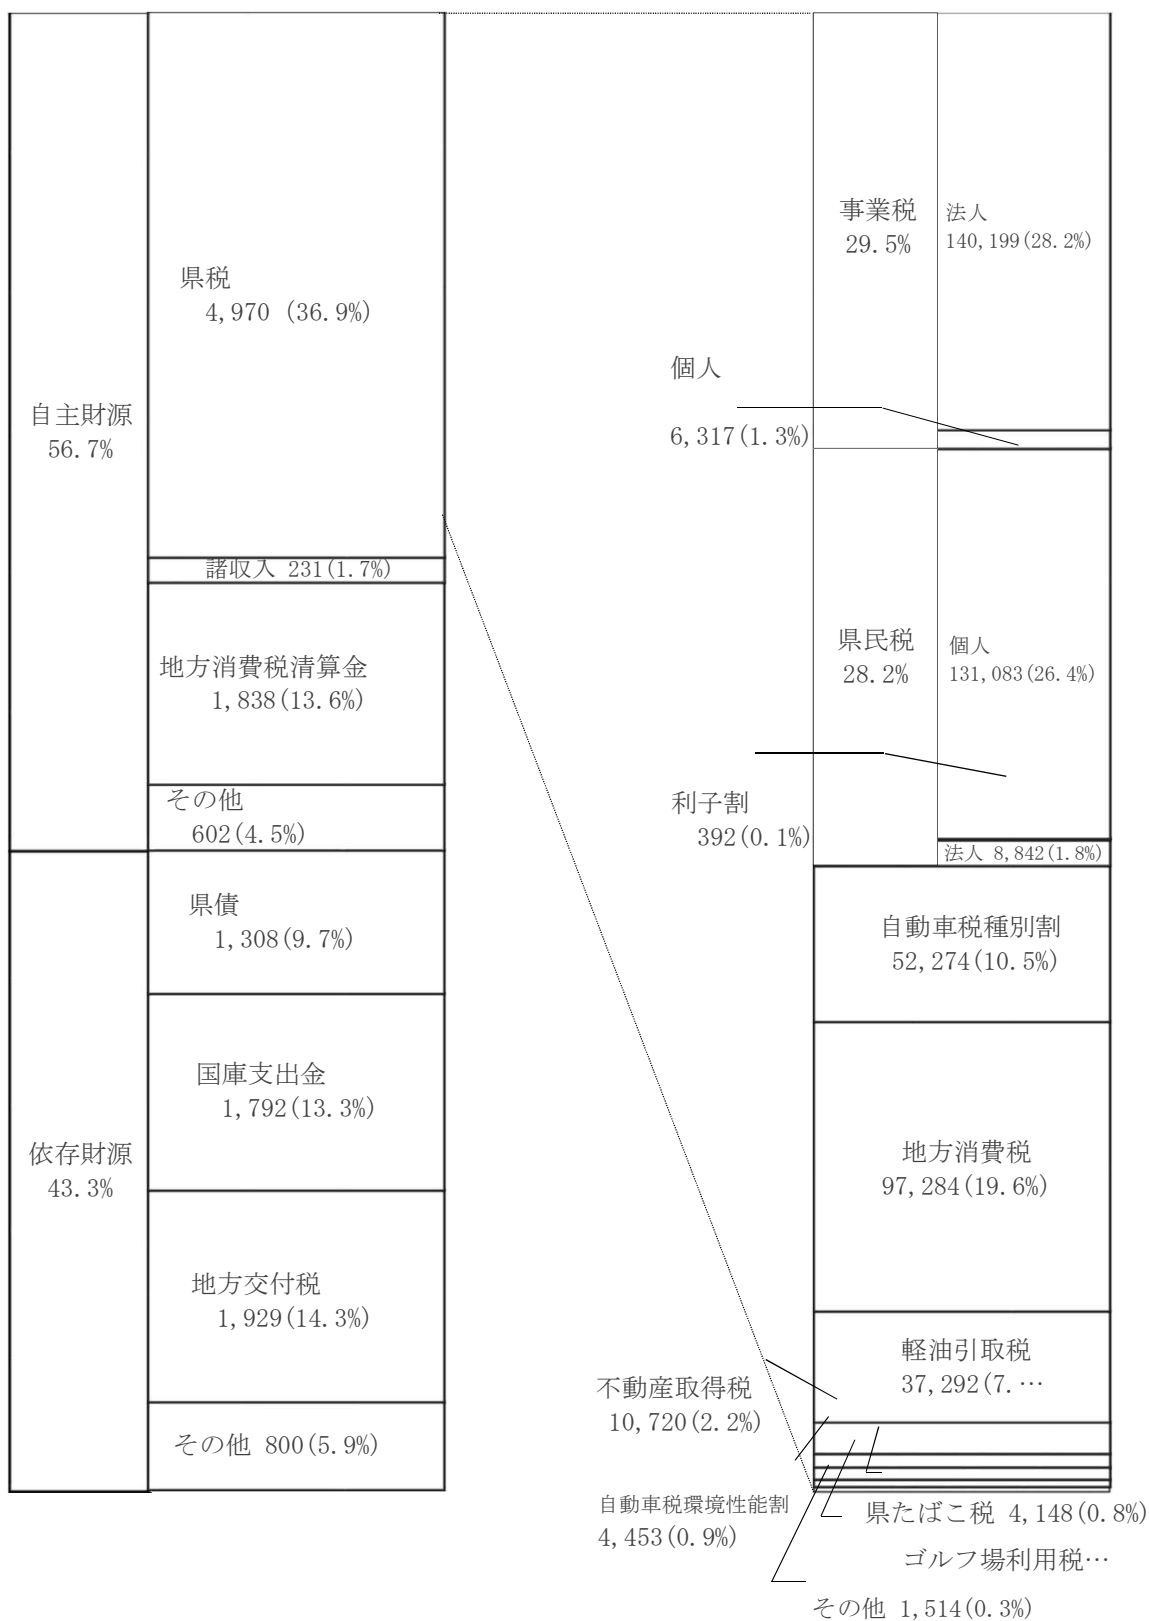 自主財源
56.7%
県税
4,970 (36.9%)
諸収入 231(1.7%)
地方消費税清算金
1,838(13.6%)
その他
602(4.5%)
依存財源
43.3%
県債
1,308(9.7%)
国庫支出金
1,792(13.3%)
地方交付税
1,929(14.3%)
その他 800(5.9%)
事業税
29.5%
法人
140,199(28.2%)
個人
6,317(1.3%)
県民税
28.2%
個人
131,083(26.4%)
利子割
392(0.1%)
法人 8,842(1.8%)
自動車税種別割
52,274(10.5%)
地方消費税
97,284(19.6%)
軽油引取税
37,292(7.…
不動産取得税
10,720(2.2%)
自動車税環境性能割
4,453(0.9%)
県たばこ税 4,148(0.8%)
ゴルフ場利用税…
その他 1,514(0.3%)